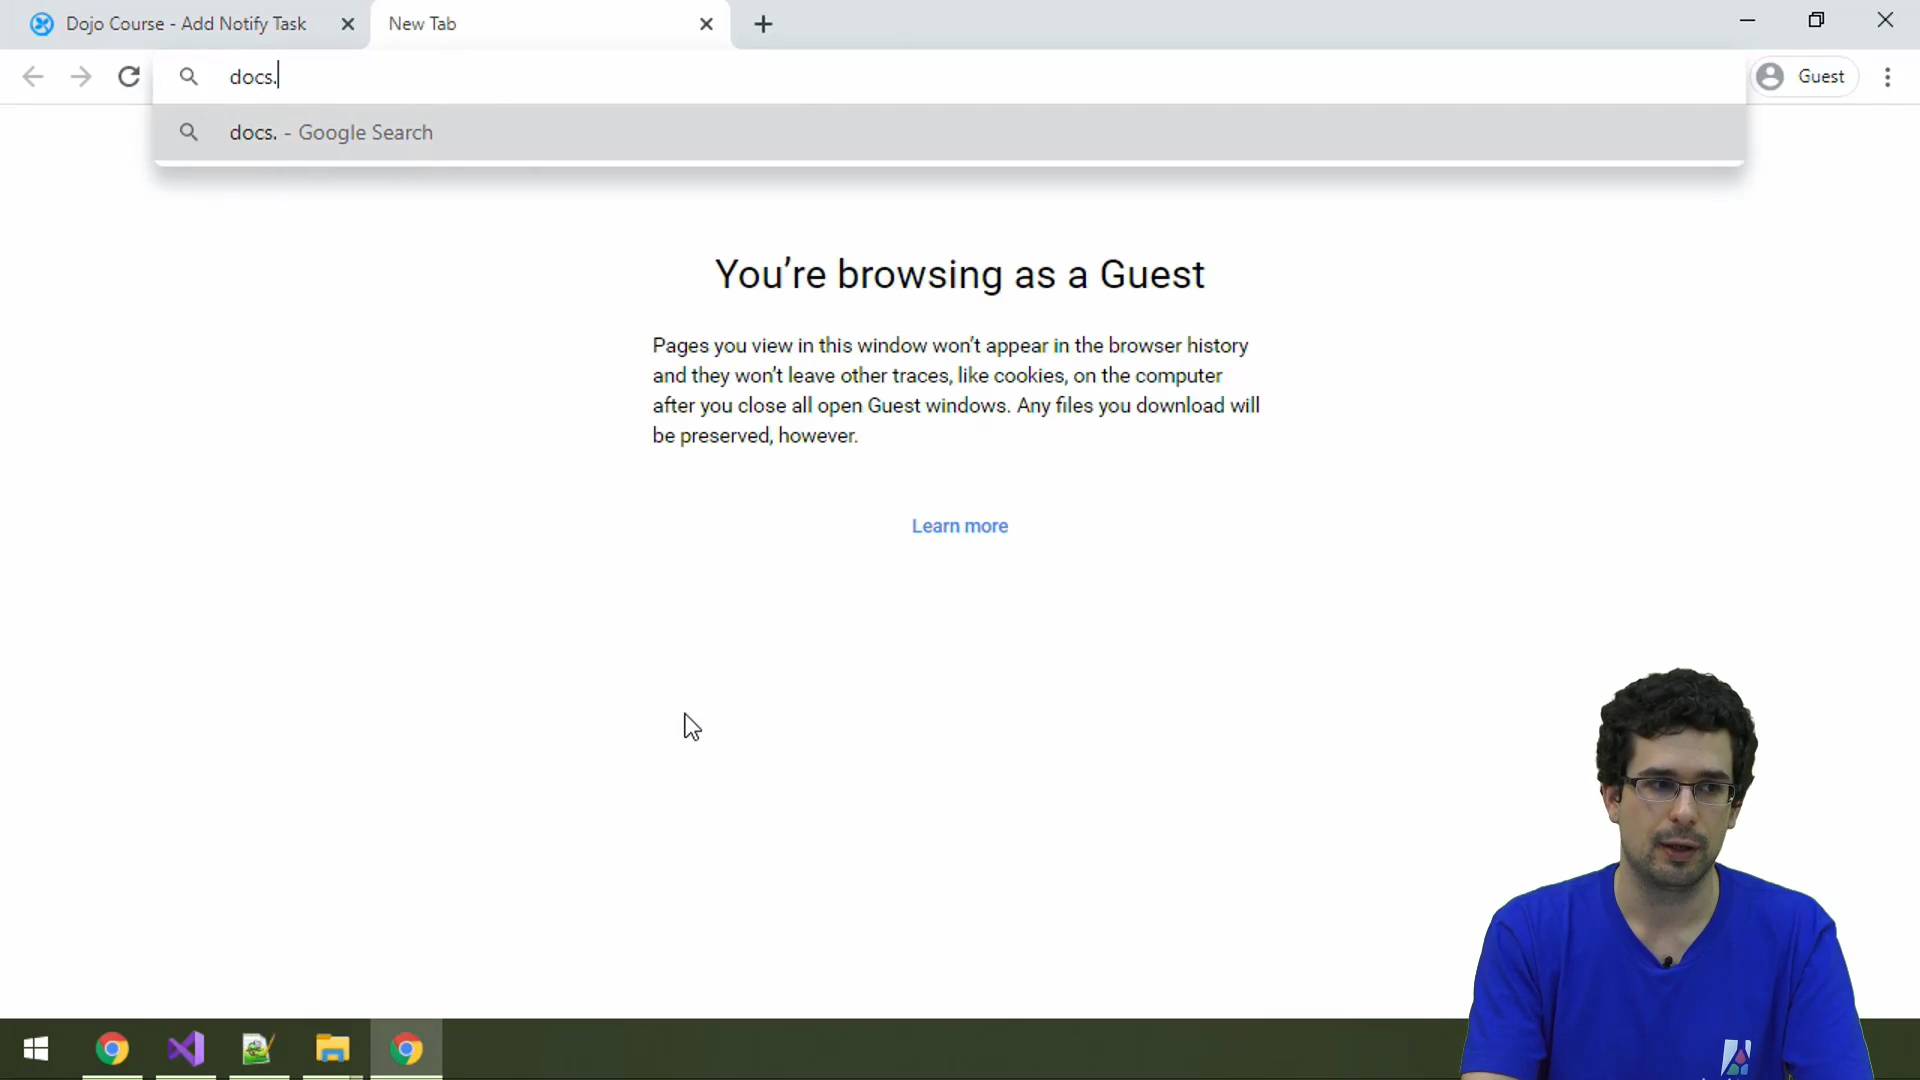 Dojo Course - Add Notify Task
New Tab
docs.
Guest
docs. - Google Search
You’re browsing as a Guest
Pages you view in this window won’t appear in the browser history
and they won’t leave other traces, like cookies, on the computer
after you close all open Guest windows. Any files you download will
be preserved, however.
Learn more